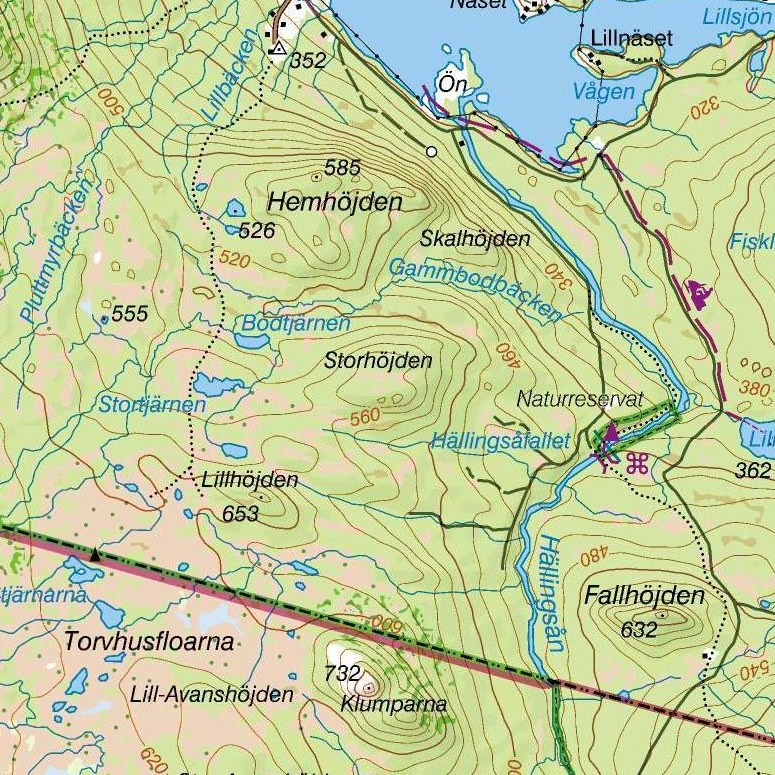 Näset
Lillsjön
Lillnäset
352
Lillbäcken
Ön
Vågen
500
320
585
Hemhöjden
Pluttmyrbäcken
526
Skalhöjden
520
Gammbodbäcken
340
555
Bodtjärnen
Storhöjden
460
380
Stortjärnen
560
Naturreservat
Hällingsåfallet
362
Lillhöjden
653
480
Hällingsån
tjärnarna
Fallhöjden
632
600
Torvhusfloarna
732
Lill-Avanshöjden
Klumparna
540
620